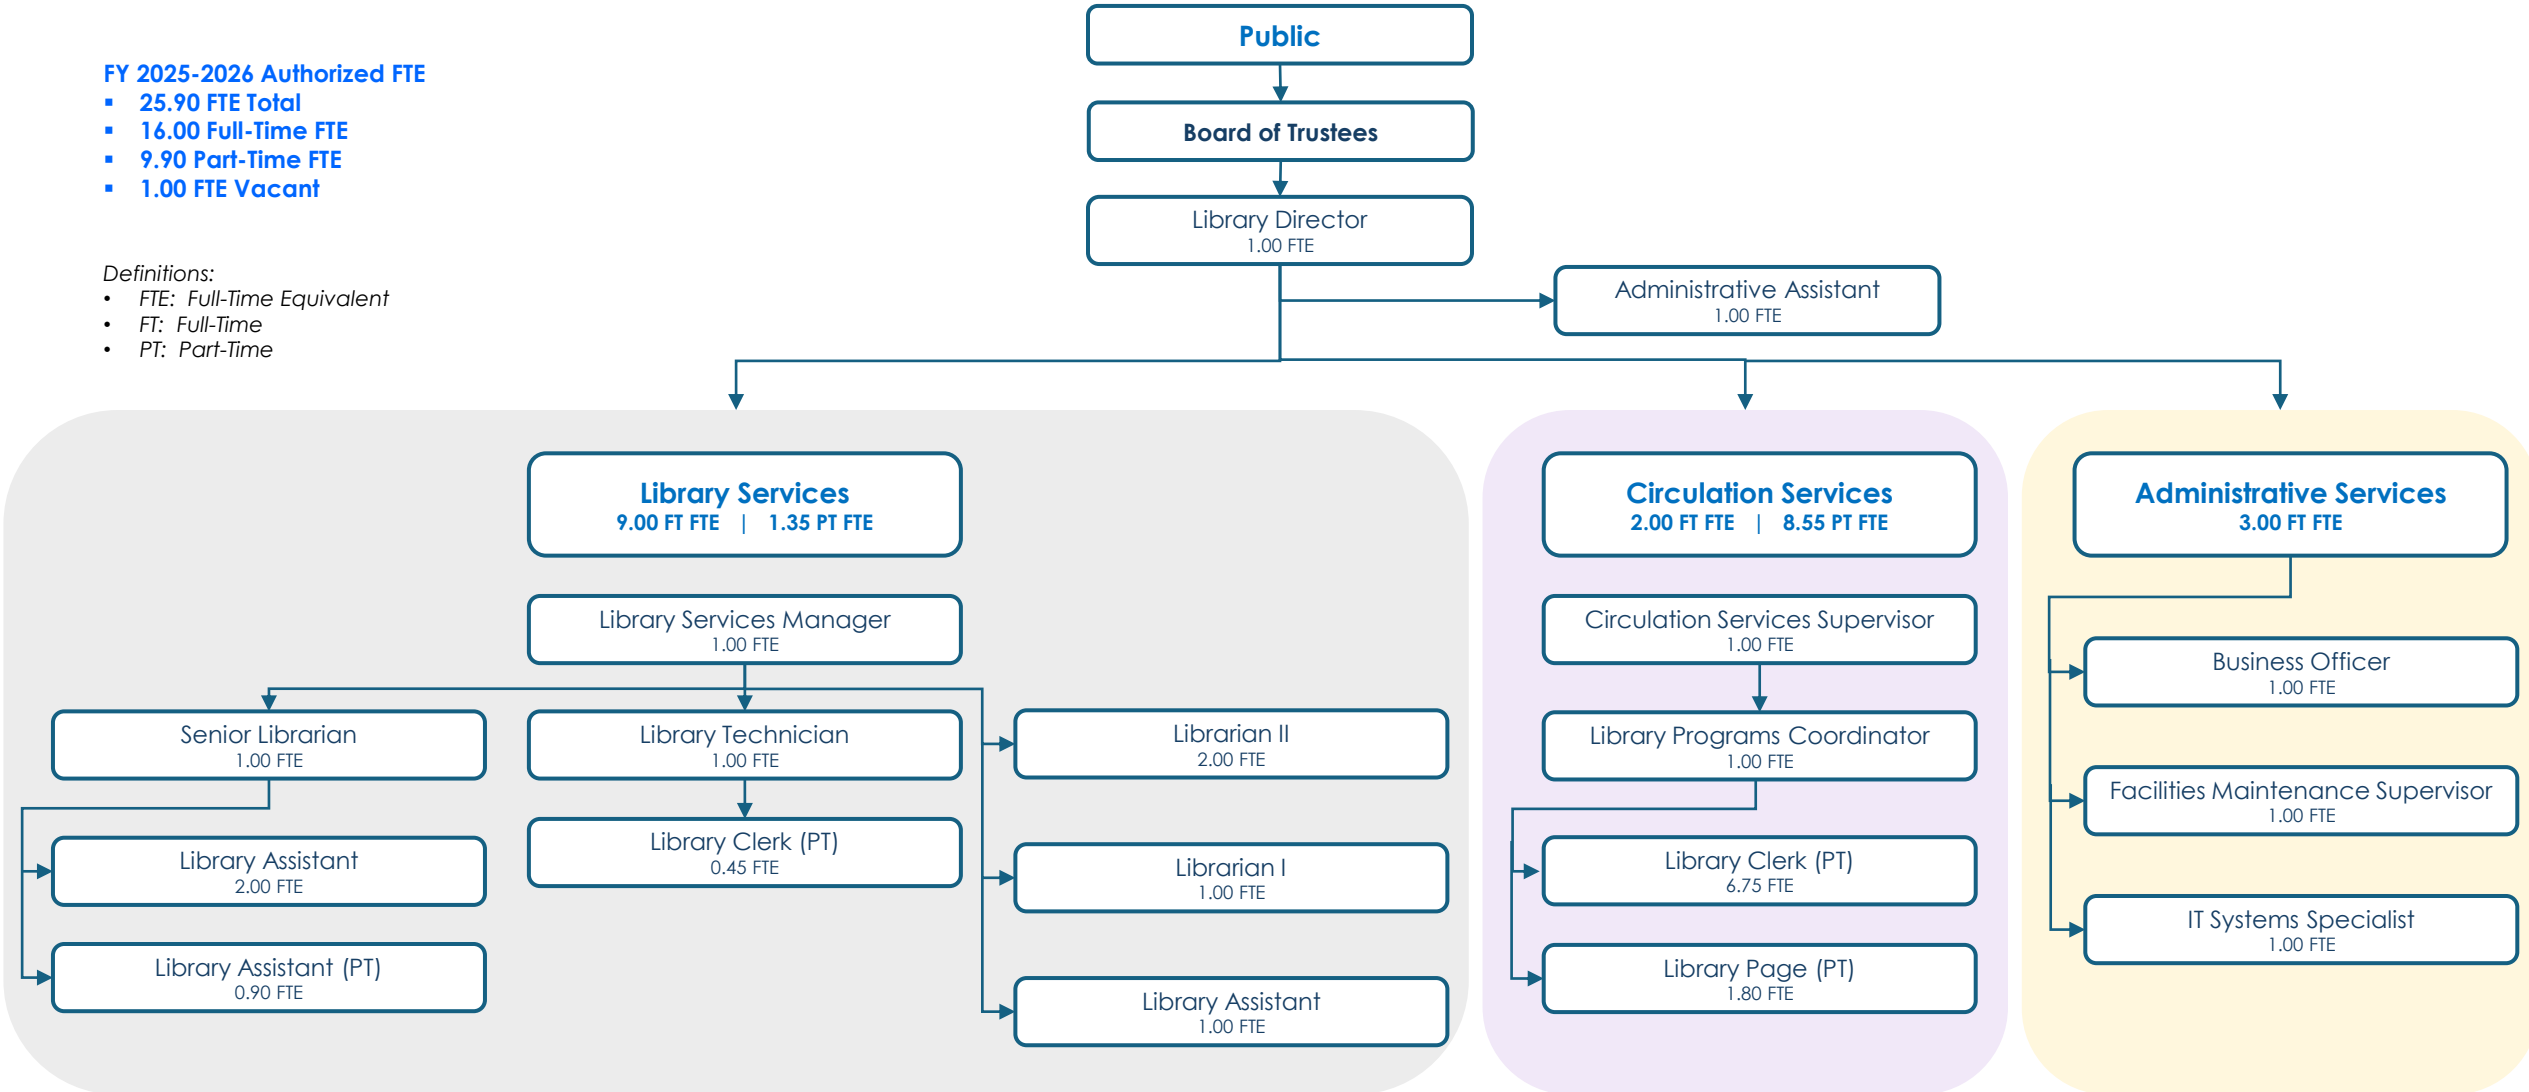 Public
FY 2025-2026 Authorized FTE
▪ 25.90 FTE Total
▪ 16.00 Full-Time FTE
▪ 9.90 Part-Time FTE
▪ 1.00 FTE Vacant
Board of Trustees
Library Director
1.00 FTE
Definitions:
• FTE: Full-Time Equivalent
• FT: Full-Time
• PT: Part-Time
Administrative Assistant
1.00 FTE
Library Services
9.00 FT FTE | 1.35 PT FTE
Library Services Manager
1.00 FTE
Senior Librarian
1.00 FTE
Library Assistant
2.00 FTE
Library Assistant (PT)
0.90 FTE
Library Technician
1.00 FTE
Library Clerk (PT)
0.45 FTE
Librarian II
2.00 FTE
Librarian I
1.00 FTE
Library Assistant
1.00 FTE
Circulation Services
2.00 FT FTE | 8.55 PT FTE
Circulation Services Supervisor
1.00 FTE
Library Programs Coordinator
1.00 FTE
Library Clerk (PT)
6.75 FTE
Library Page (PT)
1.80 FTE
Administrative Services
3.00 FT FTE
Business Officer
1.00 FTE
Facilities Maintenance Supervisor
1.00 FTE
IT Systems Specialist
1.00 FTE